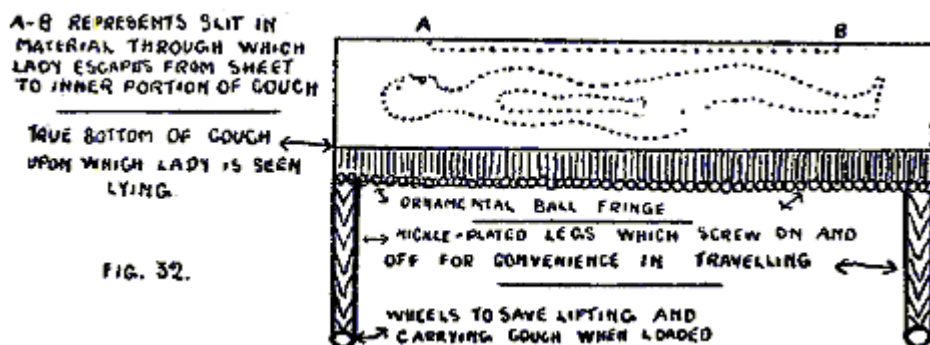 A-B REPRESENTS SLIT IN
MATERIAL THROUGH WHICH
LADY ESCAPES FROM SHEET
TO INNER PORTION OF COUCH
TRUE BOTTOM OF COUCH
UPON WHICH LADY IS SEEN
LYING.
FIG. 32.
A
B
ORNAMENTAL BALL FRINGE
NICKLE-PLATED LEGS WHICH SCREW ON AND
OFF FOR CONVENIENCE IN TRAVELLING
WHEELS TO SAVE LIFTING AND
CARRYING COUCH WHEN LOADED